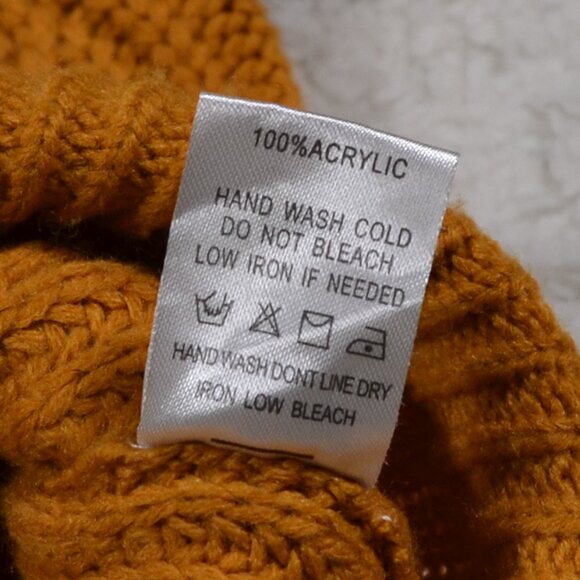 100%ACRYLIC
HAND WASH COLD
DO NOT BLEACH
LOW IRON IF NEEDED
HAND WASH DONT LINE DRY
IRON LOW BLEACH